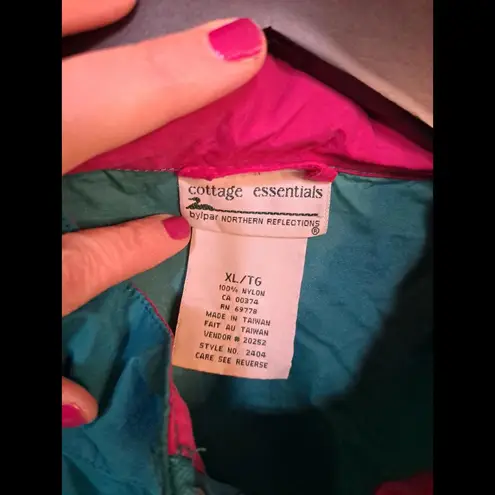 cottage essentials
by/par NORTHERN REFLECTIONS
®
XL/TG
100% NYLON
CA 00374
RN 69778
MADE IN TAIWAN
FAIT AU TAIWAN
VENDOR # 20252
STYLE NO. 2404
CARE SEE REVERSE